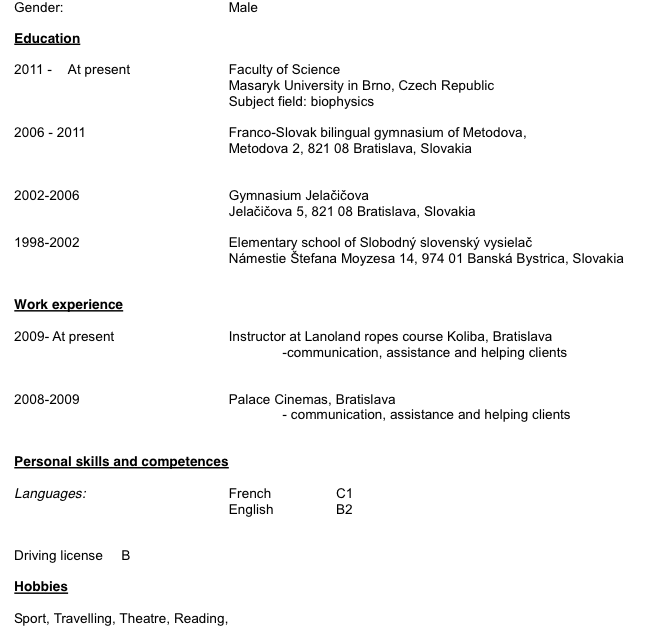 Gender: Male
Education
2011 - At present Faculty of Science
Masaryk University in Brno, Czech Republic
Subject field: biophysics
2006 - 2011 Franco-Slovak bilingual gymnasium of Metodova,
Metodova 2, 821 08 Bratislava, Slovakia
2002-2006 Gymnasium Jelačičova
Jelačičova 5, 821 08 Bratislava, Slovakia
1998-2002 Elementary school of Slobodný slovenský vysielač
Námestie Štefana Moyzesa 14, 974 01 Banská Bystrica, Slovakia
Work experience
2009- At present Instructor at Lanoland ropes course Koliba, Bratislava
-communication, assistance and helping clients
2008-2009 Palace Cinemas, Bratislava
- communication, assistance and helping clients
Personal skills and competences
Languages: French C1
English B2
Driving license B
Hobbies
Sport, Travelling, Theatre, Reading,